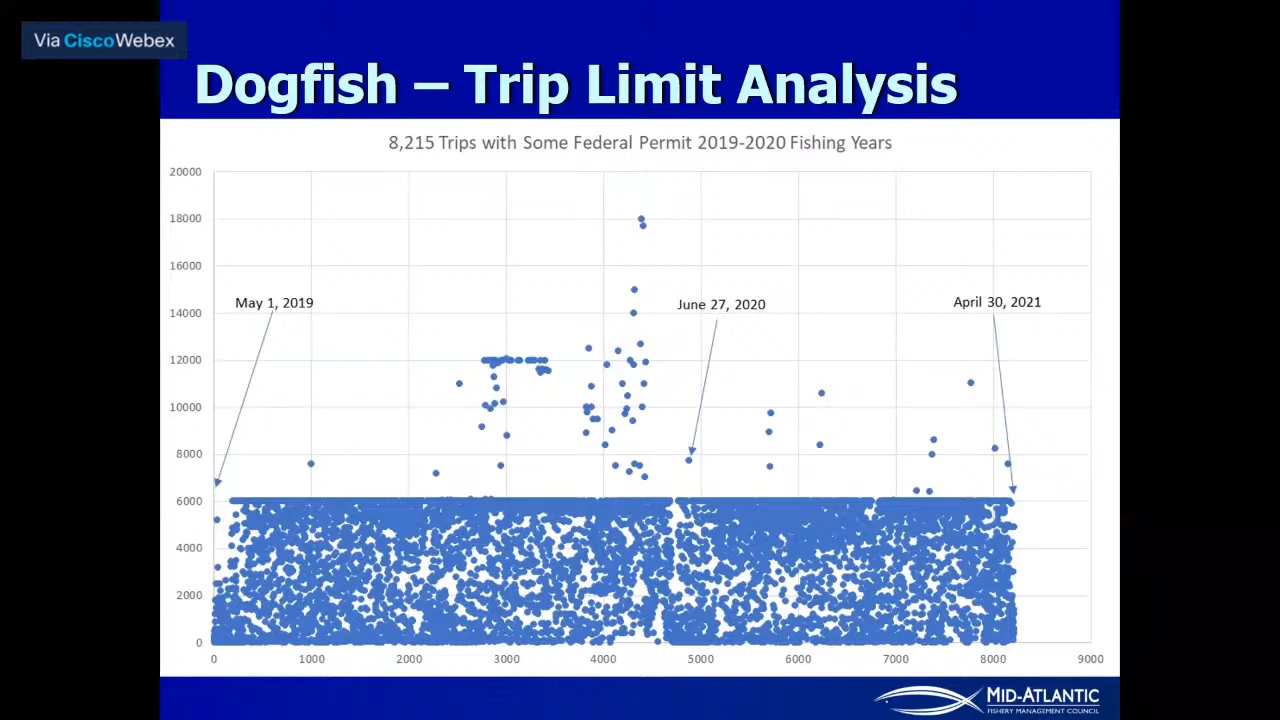 Via CiscoWebex
Dogfish – Trip Limit Analysis
8,215 Trips with Some Federal Permit 2019-2020 Fishing Years
20000
18000
16000
14000
12000
10000
8000
6000
4000
2000
0
May 1, 2019
June 27, 2020
April 30, 2021
0 1000 2000 3000 4000 5000 6000 7000 8000 9000
MID-ATLANTIC
FISHERY MANAGEMENT COUNCIL